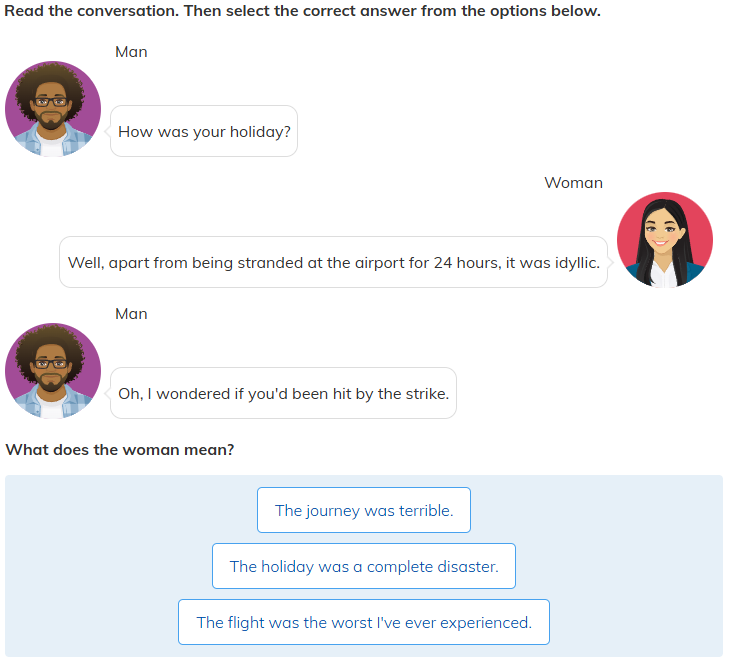 Read the conversation. Then select the correct answer from the options below.
Man
How was your holiday?
Woman
Well, apart from being stranded at the airport for 24 hours, it was idyllic.
Man
Oh, I wondered if you'd been hit by the strike.
What does the woman mean?
The journey was terrible.
The holiday was a complete disaster.
The flight was the worst I've ever experienced.